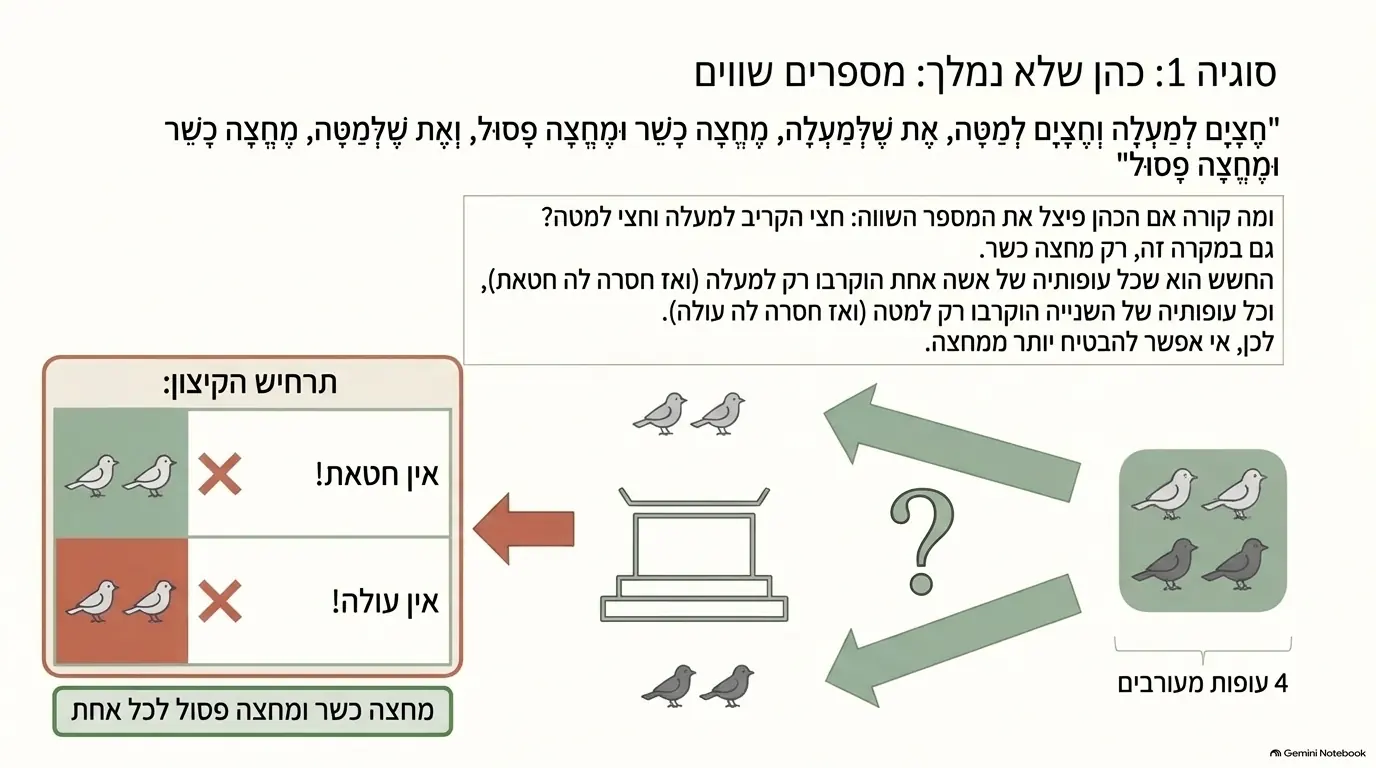 סוגיה 1: כהן שלא נמלך: מספרים שווים
"חֶצְיָים לְמַעְלָה וְחֶצְיָים לְמַטָּה, אֶת שֶׁלְּמַעְלָה, מֶחֱצָה כָּשֵׁר וּמֶחֱצָה פָסוּל, וְאֶת שֶׁלְּמַטָּה, מֶחֱצָה כָּשֵׁר
וּמֶחֱצָה פָּסוּל"
ומה קורה אם הכהן פיצל את המספר השווה: חצי הקריב למעלה וחצי למטה?
גם במקרה זה, רק מחצה כשר.
החשש הוא שכל עופותיה של אשה אחת הוקרבו רק למעלה (ואז חסרה לה חטאת),
וכל עופותיה של השנייה הוקרבו רק למטה (ואז חסרה לה עולה).
לכן, אי אפשר להבטיח יותר ממחצה.
תרחיש הקיצון:
אין חטאת!
אין עולה!
מחצה כשר ומחצה פסול לכל אחת
?
4 עופות מעורבים
Gemini Notebook